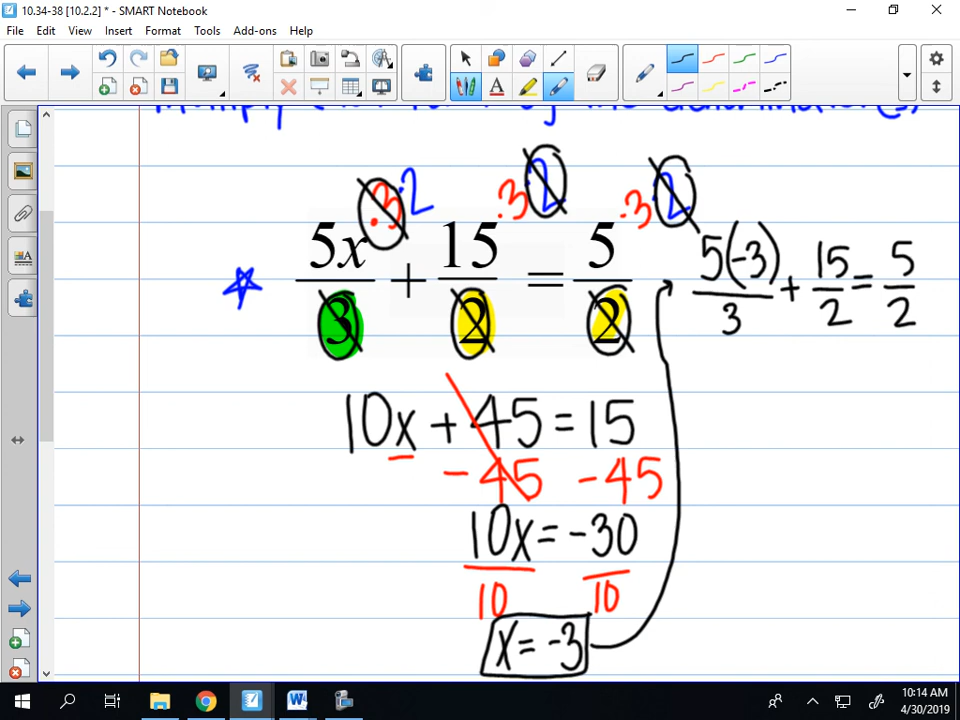 10.34-38 [10.2.2] * - SMART Notebook
File Edit View Insert Format Tools Add-ons Help
Multiply
·3·2 ·3·2 ·3·2
5x/3 + 15/2 = 5/2
5(-3)/3 + 15/2 = 5/2
10x + 45 = 15
-45 -45
10x = -30
10 10
x = -3
10:14 AM
4/30/2019